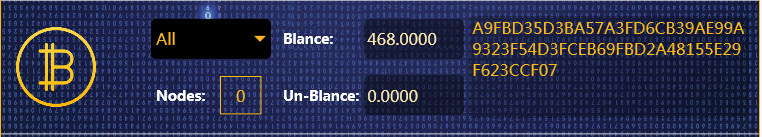 All
Blance: 468.0000
A9FBD35D3BA57A3FD6CB39AE99A
9323F54D3FCEB69FBD2A48155E29
F623CCF07
Nodes: 0
Un-Blance: 0.0000